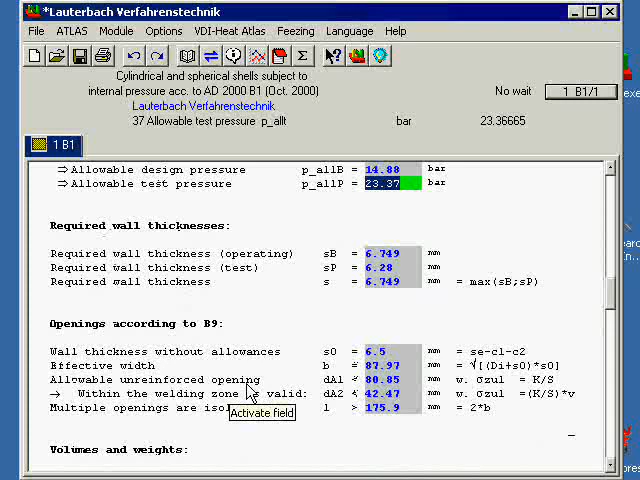 *Lauterbach Verfahrenstechnik
File ATLAS Module Options VDI-Heat Atlas Feezing Language Help
Cylindrical and spherical shells subject to
internal pressure acc. to AD 2000 B1 (Oct. 2000)
No wait 1 B1/1
Lauterbach Verfahrenstechnik
37 Allowable test pressure p_allt bar 23.36665
1 B1
⇒ Allowable design pressure p_allB = 14.88 bar
⇒ Allowable test pressure p_allP = 23.37 bar
Required wall thicknesses:
Required wall thickness (operating) sB = 6.749 mm
Required wall thickness (test) sP = 6.28 mm
Required wall thickness s = 6.749 mm = max(sB;sP)
Openings according to B9:
Wall thickness without allowances s0 = 6.5 mm = se-c1-c2
Effective width b = 87.97 mm = √[(Di+s0)*s0]
Allowable unreinforced opening dA1 < 80.85 mm w. σzul = K/S
→ Within the welding zone is valid: dA2 < 42.47 mm w. σzul =(K/S)*v
Multiple openings are iso l > 175.9 mm = 2*b
Activate field
Volumes and weights: